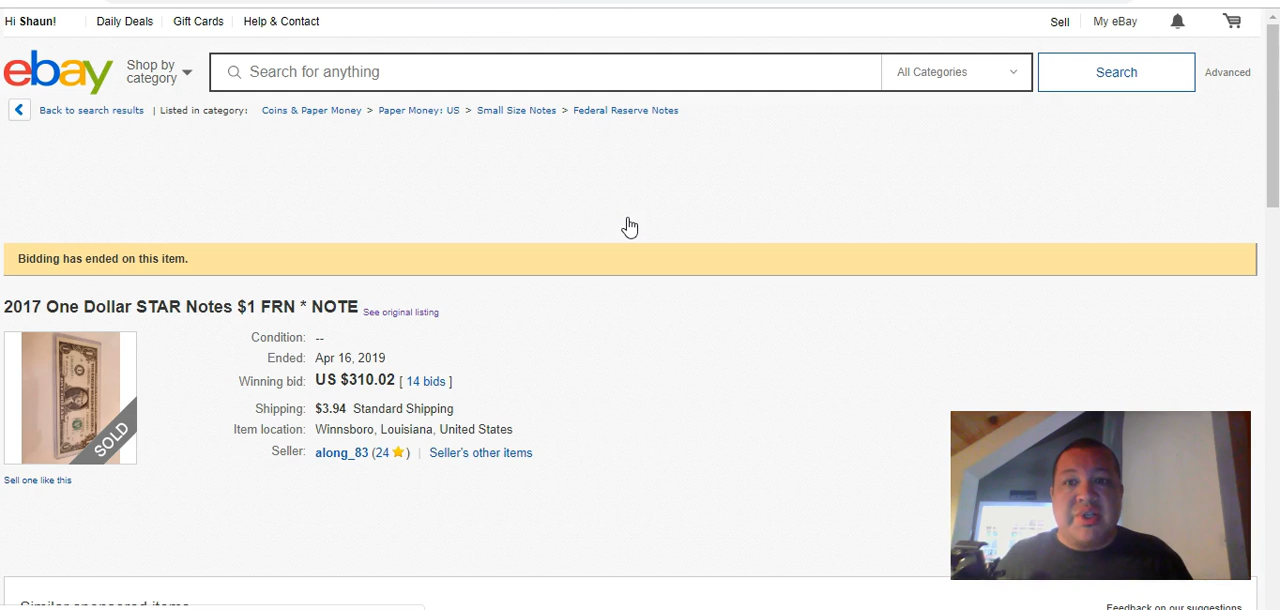 Hi Shaun! Daily Deals Gift Cards Help & Contact Sell My eBay
ebay Shop by category Search for anything All Categories Search Advanced
Back to search results | Listed in category: Coins & Paper Money > Paper Money: US > Small Size Notes > Federal Reserve Notes
Bidding has ended on this item.
2017 One Dollar STAR Notes $1 FRN * NOTE See original listing
SOLD
Condition: --
Ended: Apr 16, 2019
Winning bid: US $310.02 [ 14 bids ]
Shipping: $3.94 Standard Shipping
Item location: Winnsboro, Louisiana, United States
Seller: along_83 (24 ) | Seller's other items
Sell one like this
Similar sponsored items
Feedback on our suggestions